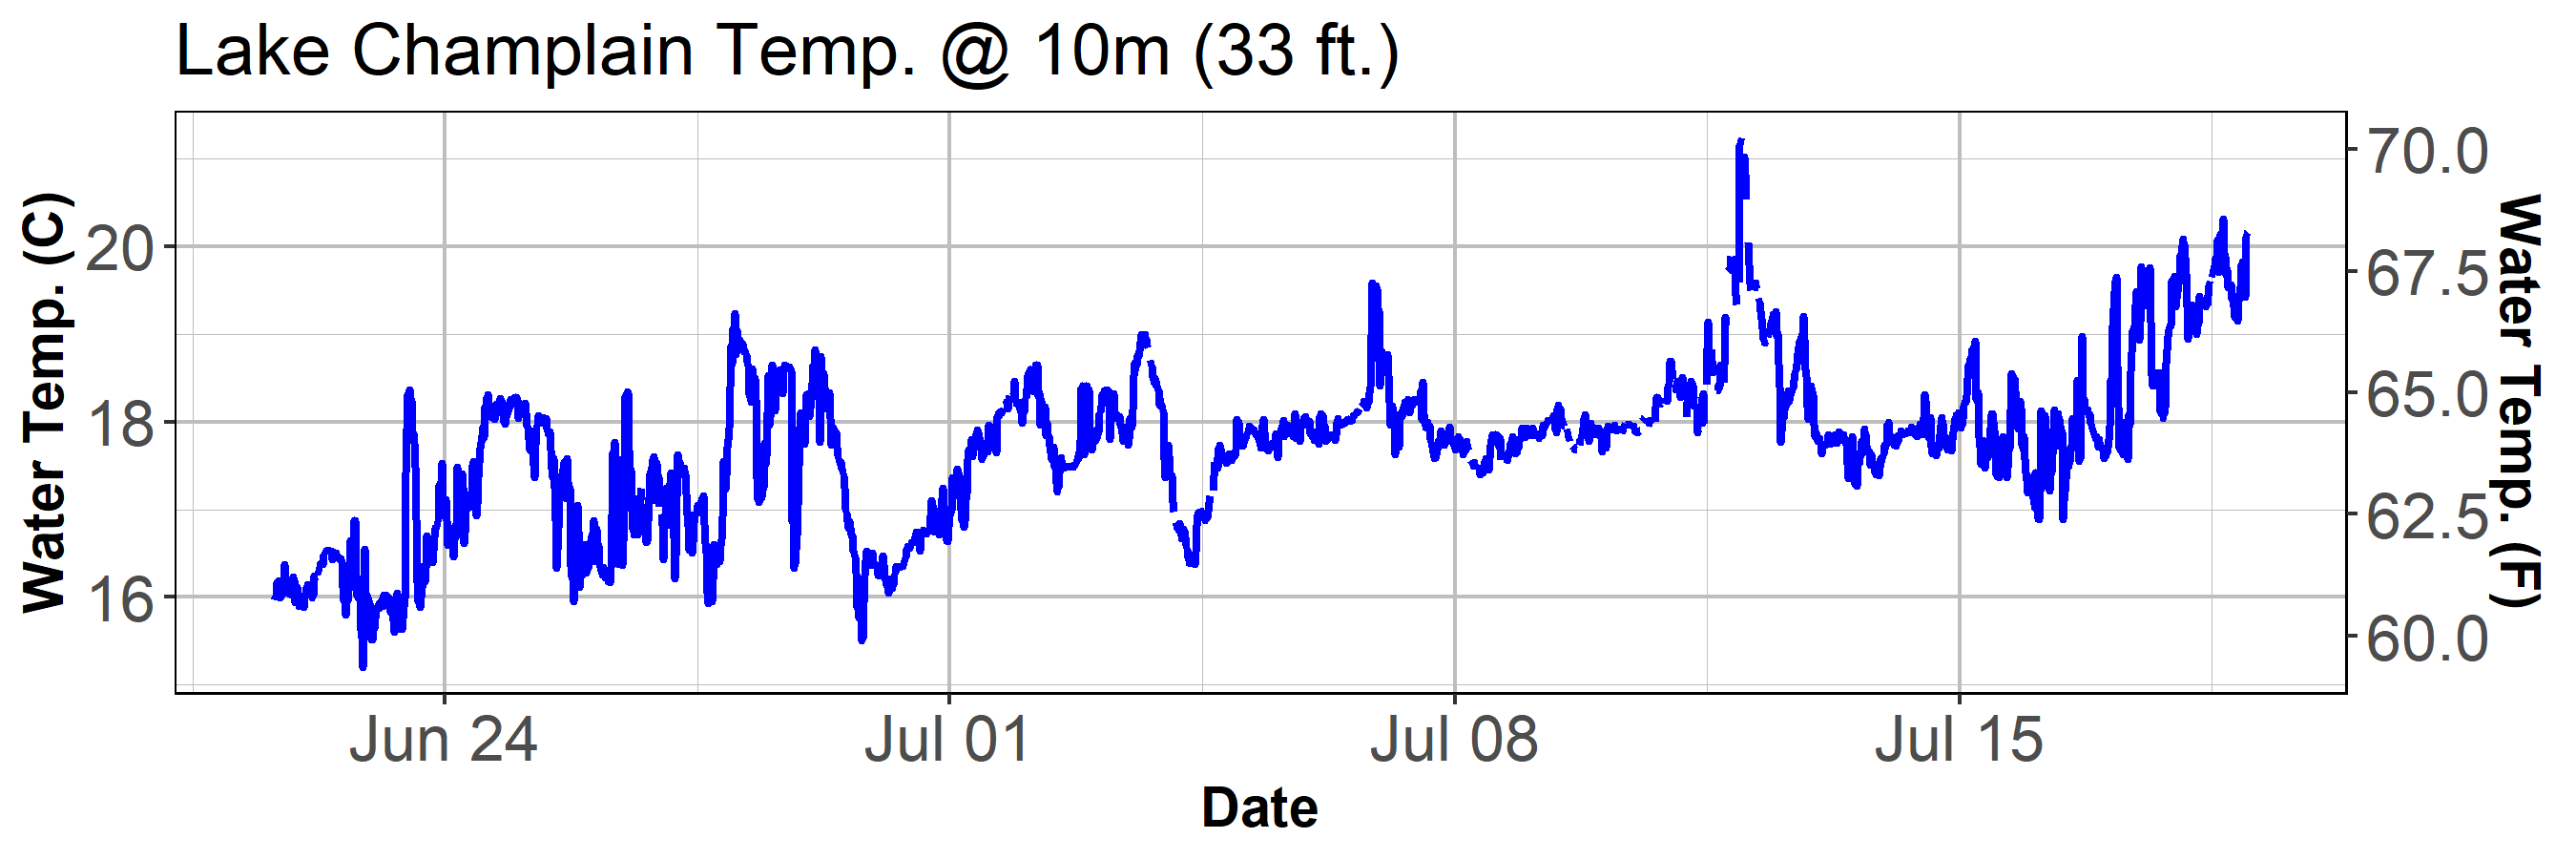 Lake Champlain Temp. @ 10m (33 ft.)
Water Temp. (C)
20
18
16
70.0
67.5
65.0
62.5
60.0
Water Temp. (F)
Jun 24
Jul 01
Jul 08
Jul 15
Date